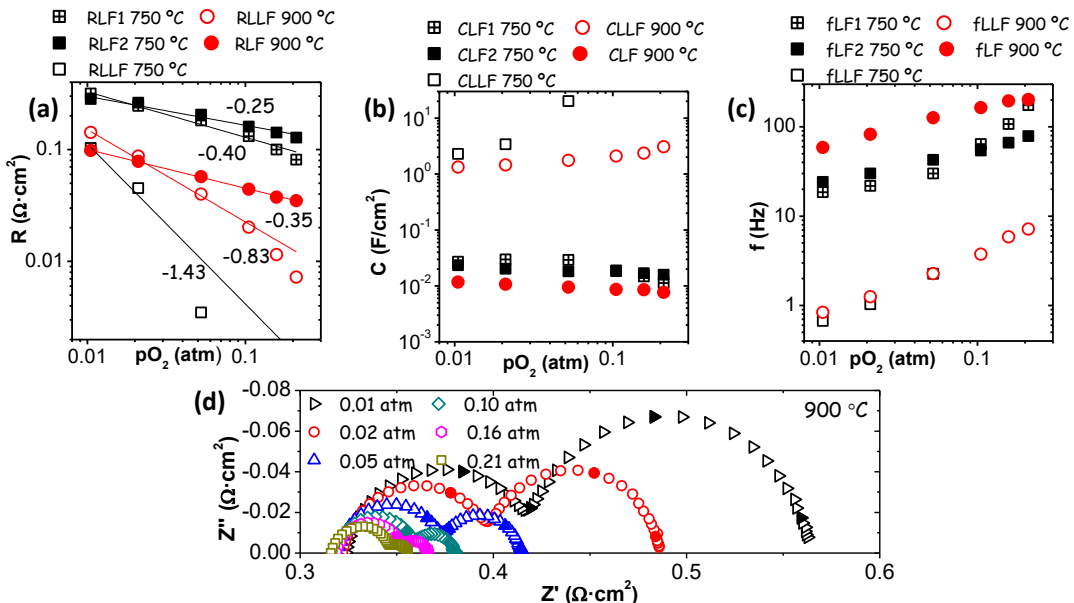 RLF1 750 °C RLLF 900 °C
RLF2 750 °C RLF 900 °C
RLLF 750 °C
(a)
-0.25
-0.40
-0.35
-0.83
-1.43
R (Ω·cm²)
0.1
0.01
0.01 0.1
pO₂ (atm)
CLF1 750 °C CLLF 900 °C
CLF2 750 °C CLF 900 °C
CLLF 750 °C
(b)
C (F/cm²)
10¹
10⁰
10⁻¹
10⁻²
10⁻³
0.01 0.1
pO₂ (atm)
fLF1 750 °C fLLF 900 °C
fLF2 750 °C fLF 900 °C
fLLF 750 °C
(c)
f (Hz)
100
10
1
0.01 0.1
pO₂ (atm)
(d)
900 °C
0.01 atm 0.10 atm
0.02 atm 0.16 atm
0.05 atm 0.21 atm
Z'' (Ω·cm²)
-0.08
-0.06
-0.04
-0.02
0.00
0.3 0.4 0.5 0.6
Z' (Ω·cm²)